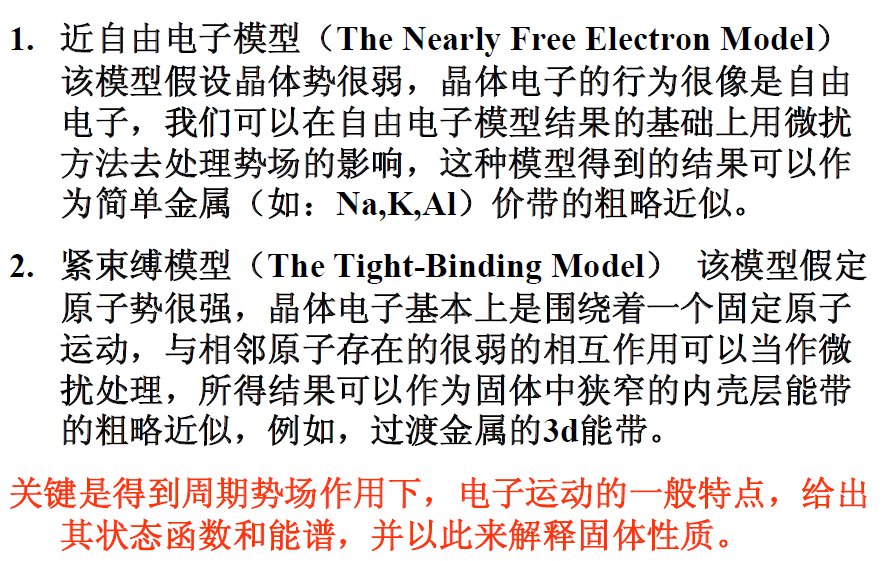 1. 近自由电子模型（The Nearly Free Electron Model）
该模型假设晶体势很弱，晶体电子的行为很像是自由
电子，我们可以在自由电子模型结果的基础上用微扰
方法去处理势场的影响，这种模型得到的结果可以作
为简单金属（如：Na,K,Al）价带的粗略近似。
2. 紧束缚模型（The Tight-Binding Model） 该模型假定
原子势很强，晶体电子基本上是围绕着一个固定原子
运动，与相邻原子存在的很弱的相互作用可以当作微
扰处理，所得结果可以作为固体中狭窄的内壳层能带
的粗略近似，例如，过渡金属的3d能带。
关键是得到周期势场作用下，电子运动的一般特点，给出
其状态函数和能谱，并以此来解释固体性质。